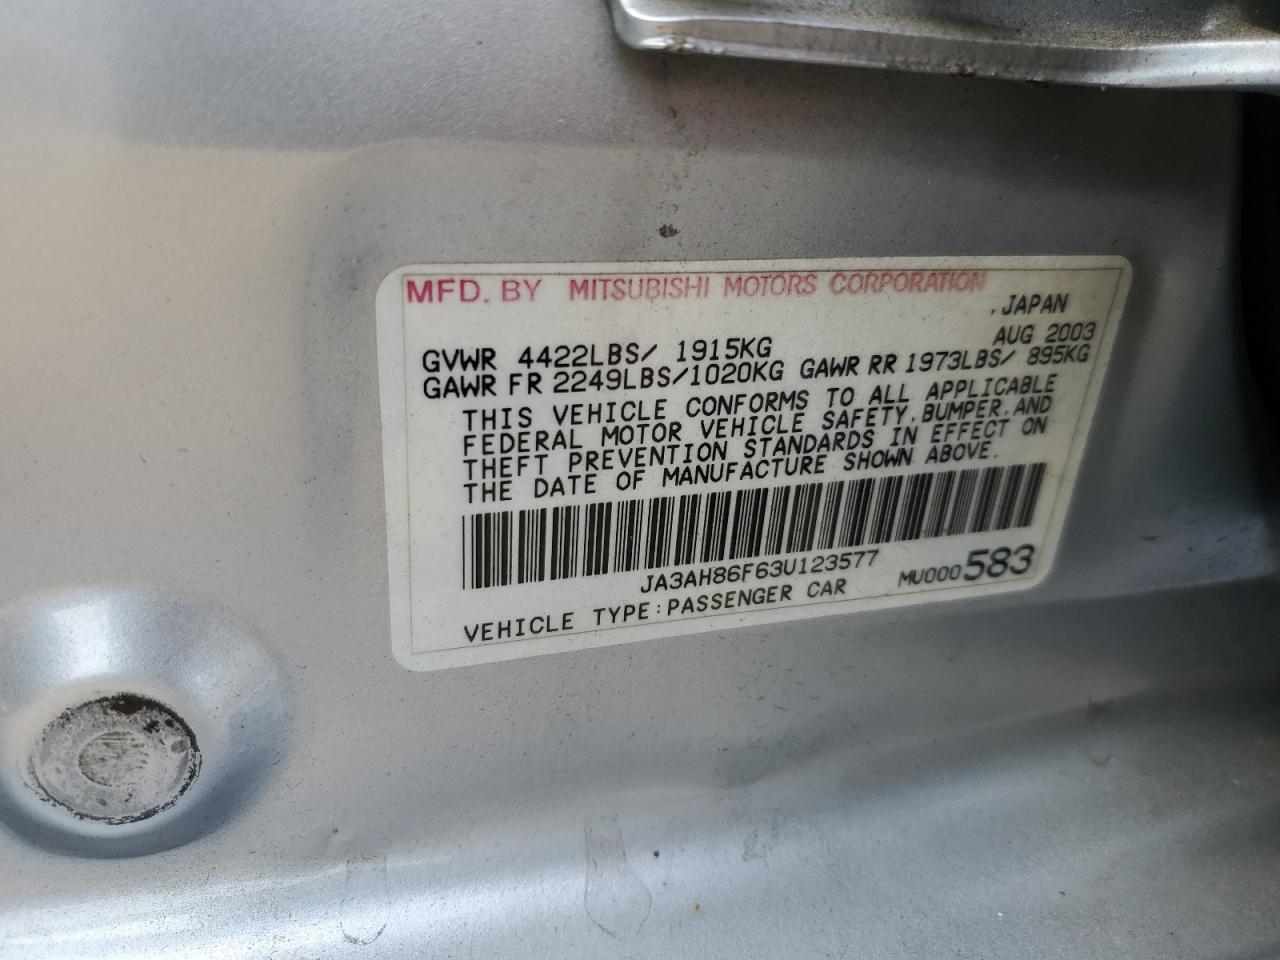 MFD. BY MITSUBISHI MOTORS CORPORATION
, JAPAN
AUG 2003
GVWR 4422LBS/ 1915KG
GAWR FR 2249LBS/1020KG GAWR RR 1973LBS/ 895KG
THIS VEHICLE CONFORMS TO ALL APPLICABLE
FEDERAL MOTOR VEHICLE SAFETY, BUMPER, AND
THEFT PREVENTION STANDARDS IN EFFECT ON
THE DATE OF MANUFACTURE SHOWN ABOVE.
JA3AH86F63U123577
MU000583
VEHICLE TYPE:PASSENGER CAR